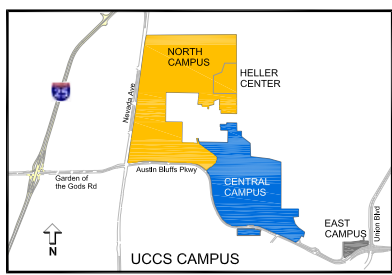 NORTH
CAMPUS
HELLER
CENTER
25
Nevada Ave
Garden of
the Gods Rd
Austin Bluffs Pkwy
CENTRAL
CAMPUS
EAST
CAMPUS
Union Blvd
N
UCCS CAMPUS